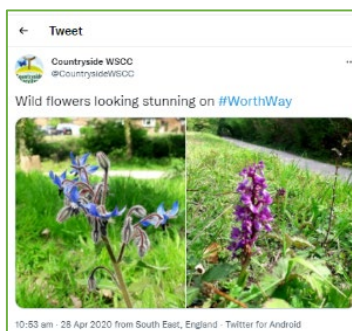 ← Tweet
Countryside WSCC
@CountrysideWSCC
Wild flowers looking stunning on #WorthWay
10:53 am · 28 Apr 2020 from South East, England · Twitter for Android